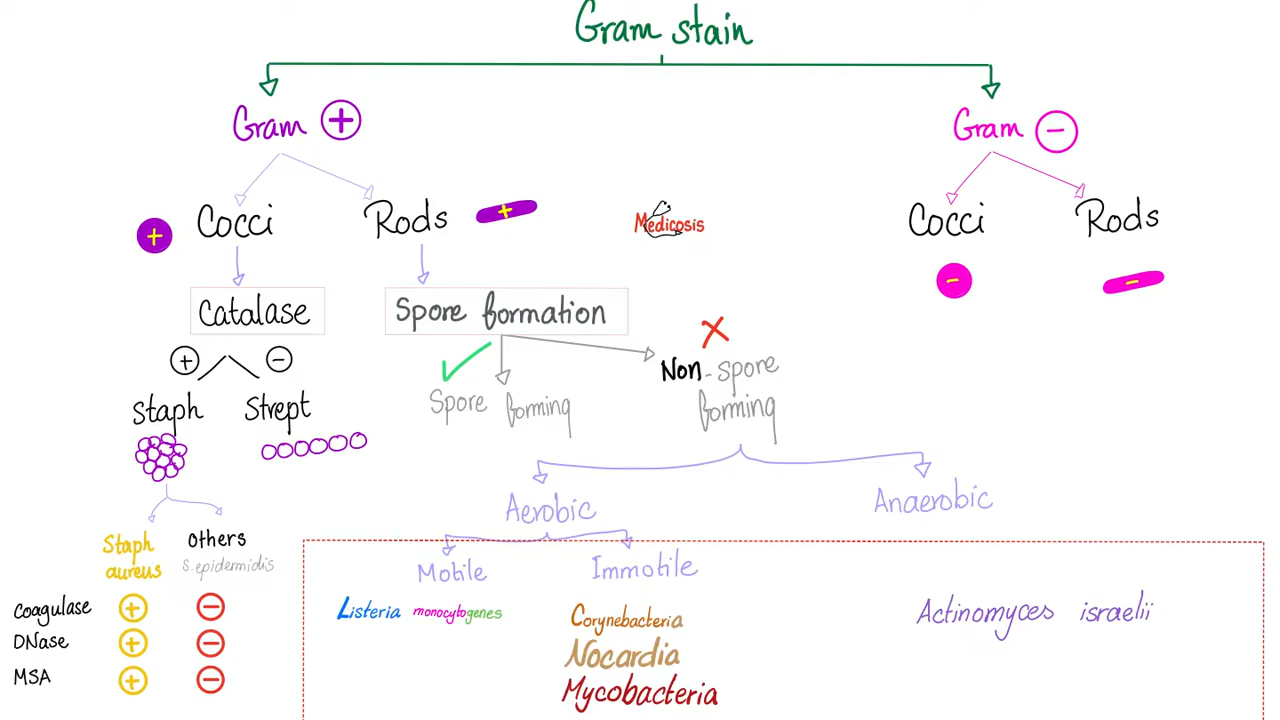 Gram stain
Gram +
Gram -
Cocci
Rods
+
+
Medicosis
Cocci
Rods
-
-
Catalase
Spore formation
+
-
Staph
Strept
Spore forming
Non-spore
forming
Aerobic
Anaerobic
Staph
aureus
Others
S. epidermidis
Motile
Immotile
Coagulase + -
DNase + -
MSA + -
Listeria monocytogenes
Corynebacteria
Nocardia
Mycobacteria
Actinomyces israelii